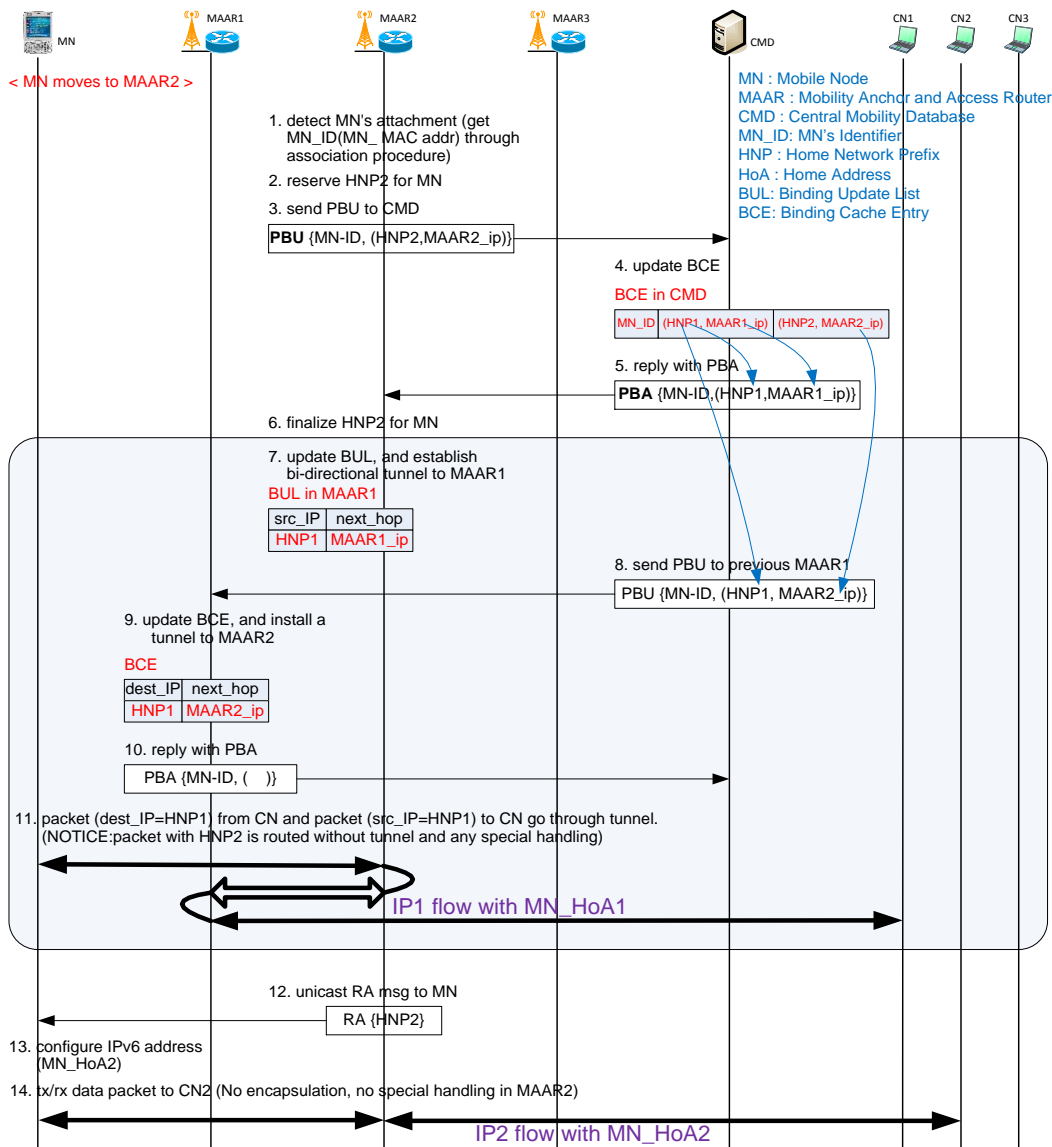 MN
MAAR1
MAAR2
MAAR3
CMD
CN1
CN2
CN3
< MN moves to MAAR2 >
MN : Mobile Node
MAAR : Mobility Anchor and Access Router
CMD : Central Mobility Database
MN_ID: MN's Identifier
HNP : Home Network Prefix
HoA : Home Address
BUL: Binding Update List
BCE: Binding Cache Entry
1. detect MN's attachment (get
MN_ID(MN_ MAC addr) through
association procedure)
2. reserve HNP2 for MN
3. send PBU to CMD
PBU {MN-ID, (HNP2,MAAR2_ip)}
4. update BCE
BCE in CMD
MN_ID (HNP1, MAAR1_ip) (HNP2, MAAR2_ip)
5. reply with PBA
PBA {MN-ID,(HNP1,MAAR1_ip)}
6. finalize HNP2 for MN
7. update BUL, and establish
bi-directional tunnel to MAAR1
BUL in MAAR1
src_IP next_hop
HNP1 MAAR1_ip
8. send PBU to previous MAAR1
PBU {MN-ID, (HNP1, MAAR2_ip)}
9. update BCE, and install a
tunnel to MAAR2
BCE
dest_IP next_hop
HNP1 MAAR2_ip
10. reply with PBA
PBA {MN-ID, ( )}
11. packet (dest_IP=HNP1) from CN and packet (src_IP=HNP1) to CN go through tunnel.
(NOTICE:packet with HNP2 is routed without tunnel and any special handling)
IP1 flow with MN_HoA1
12. unicast RA msg to MN
RA {HNP2}
13. configure IPv6 address
(MN_HoA2)
14. tx/rx data packet to CN2 (No encapsulation, no special handling in MAAR2)
IP2 flow with MN_HoA2